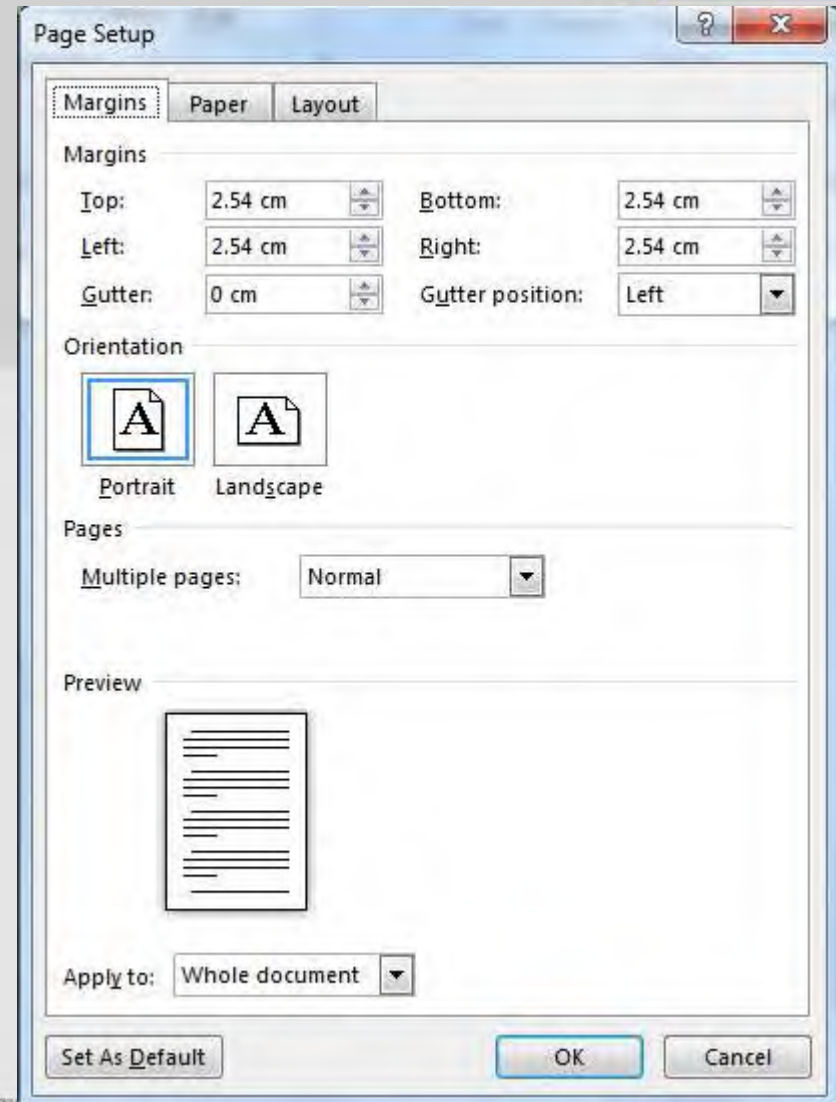 Page Setup
Margins Paper Layout
Margins
Top: 2.54 cm Bottom: 2.54 cm
Left: 2.54 cm Right: 2.54 cm
Gutter: 0 cm Gutter position: Left
Orientation
A A
Portrait Landscape
Pages
Multiple pages: Normal
Preview
Apply to: Whole document
Set As Default OK Cancel